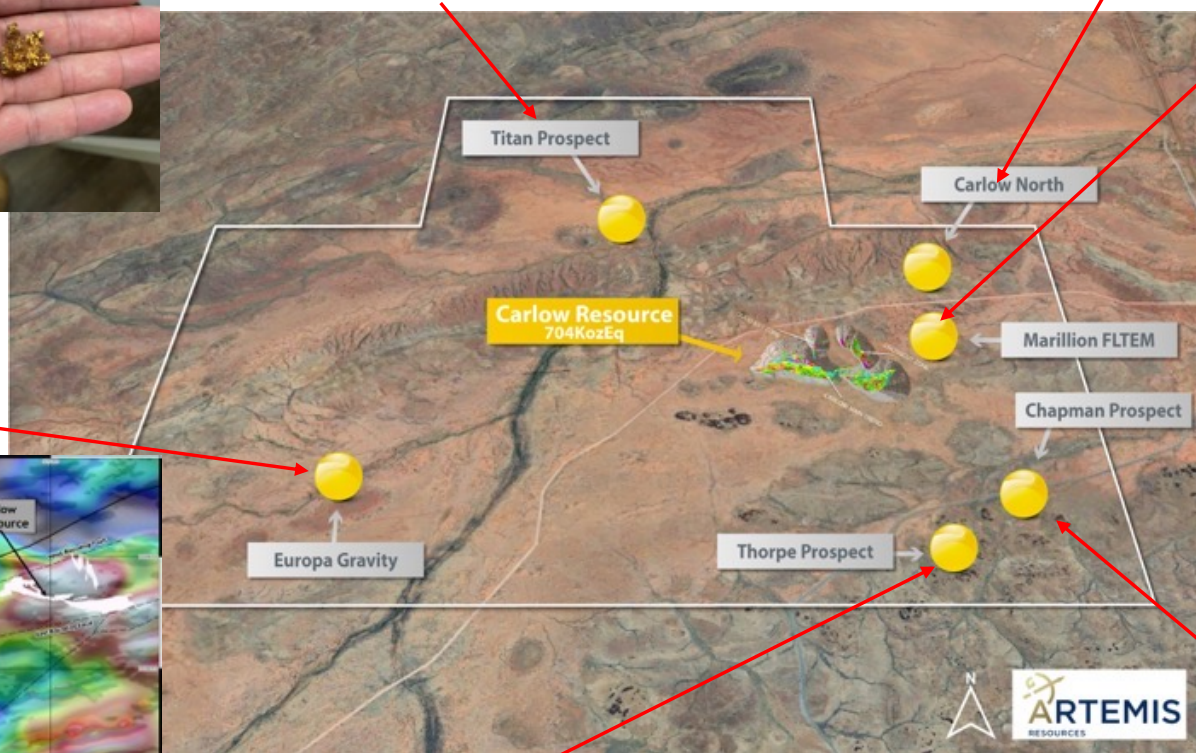 Titan Prospect
Carlow North
Carlow Resource
704KozEq
Marillion FLTEM
Chapman Prospect
Thorpe Prospect
Europa Gravity
N
ARTEMIS
RESOURCES